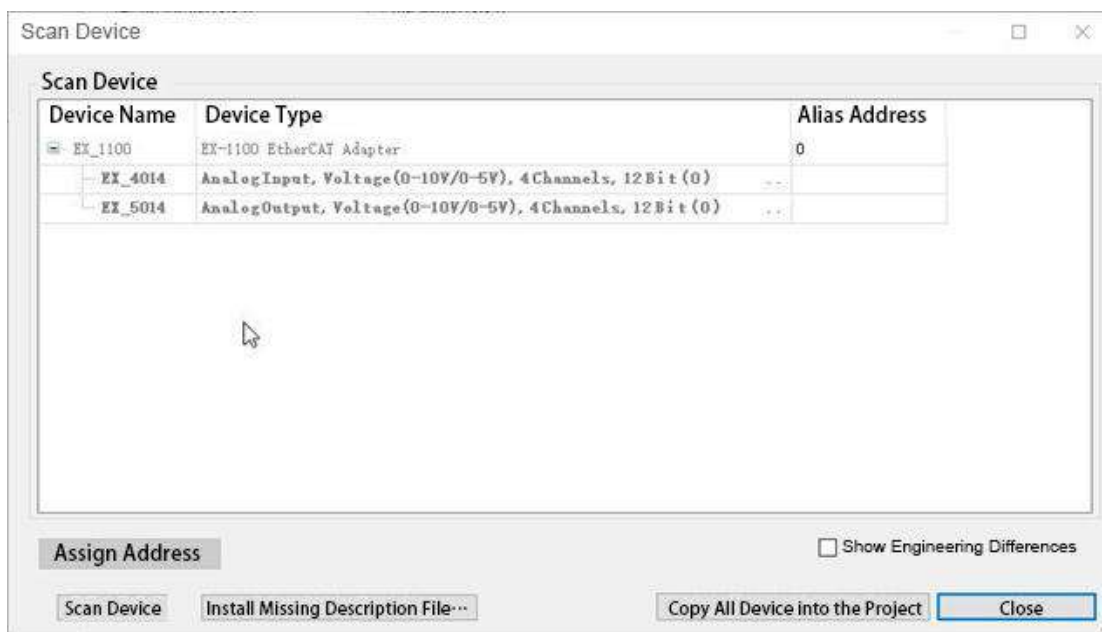 Scan Device
Scan Device
Device Name Device Type Alias Address
EX_1100 EX-1100 EtherCAT Adapter 0
EX_4014 AnalogInput, Voltage(0-10V/0-5V), 4Channels, 12Bit(0) ..
EX_5014 AnalogOutput, Voltage(0-10V/0-5V), 4Channels, 12Bit(0) ..
Assign Address Show Engineering Differences
Scan Device Install Missing Description File··· Copy All Device into the Project Close